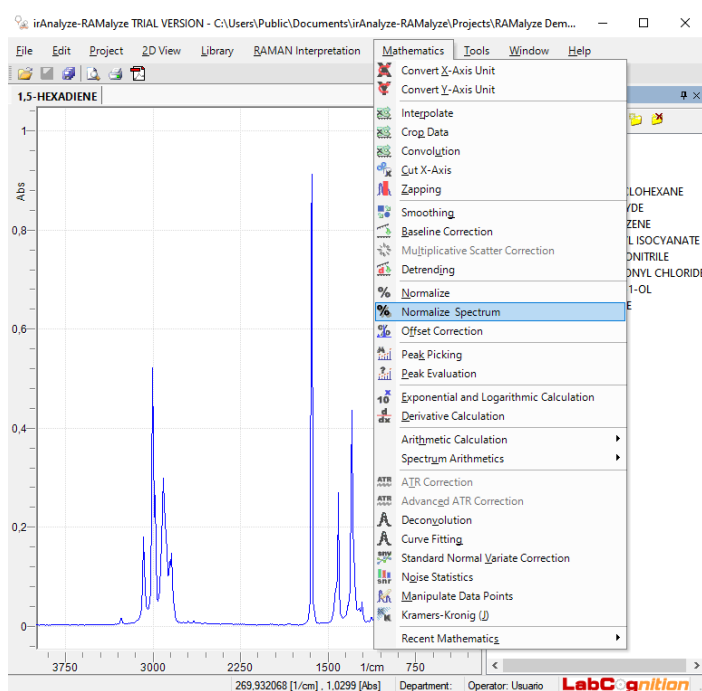 irAnalyze-RAMalyze TRIAL VERSION - C:\Users\Public\Documents\irAnalyze-RAMalyze\Projects\RAMalyze Dem...
File Edit Project 2D View Library RAMAN Interpretation Mathematics Tools Window Help
1,5-HEXADIENE
Convert X-Axis Unit
Convert Y-Axis Unit
Interpolate
Crop Data
Convolution
Cut X-Axis
Zapping
Smoothing
Baseline Correction
Multiplicative Scatter Correction
Detrending
Normalize
Normalize Spectrum
Offset Correction
Peak Picking
Peak Evaluation
Exponential and Logarithmic Calculation
Derivative Calculation
Arithmetic Calculation
Spectrum Arithmetics
ATR Correction
Advanced ATR Correction
Deconvolution
Curve Fitting
Standard Normal Variate Correction
Noise Statistics
Manipulate Data Points
Kramers-Kronig (J)
Recent Mathematics
LOHEXANE
YDE
ZENE
L ISOCYANATE
ONITRILE
ONYL CHLORIDE
1-OL
E
Abs
1
0,8
0,6
0,4
0,2
0
3750 3000 2250 1500 1/cm 750
269,932068 [1/cm] , 1,0299 [Abs] Department: Operator: Usuario LabCognition